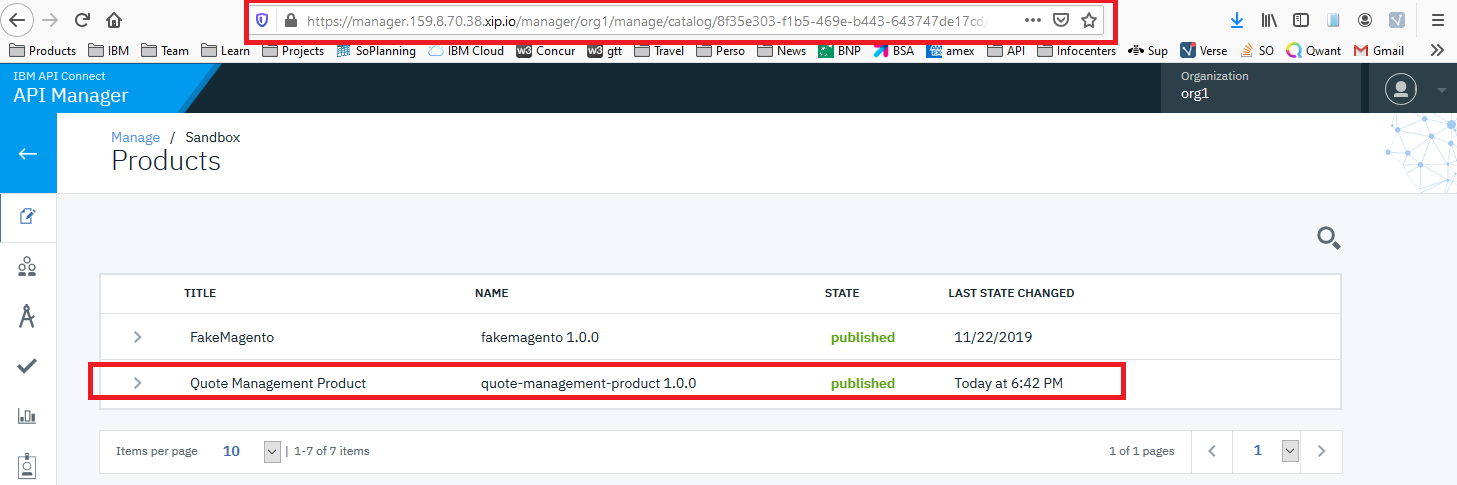 https://manager.159.8.70.38.xip.io/manager/org1/manage/catalog/8f35e303-f1b5-469e-b443-643747de17cd/
Products IBM Team Learn Projects SoPlanning IBM Cloud w3 Concur w3 gtt Travel Perso News BNP BSA amex API Infocenters Sup Verse SO Qwant Gmail
IBM API Connect
API Manager
Organization
org1
Manage / Sandbox
Products
TITLE NAME STATE LAST STATE CHANGED
FakeMagento fakemagento 1.0.0 published 11/22/2019
Quote Management Product quote-management-product 1.0.0 published Today at 6:42 PM
Items per page 10 | 1-7 of 7 items 1 of 1 pages 1